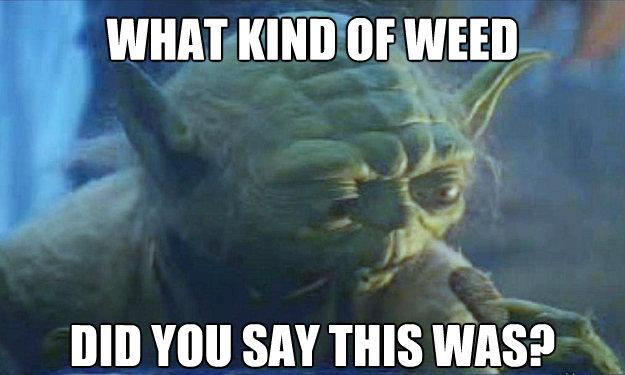 WHAT KIND OF WEED
DID YOU SAY THIS WAS?